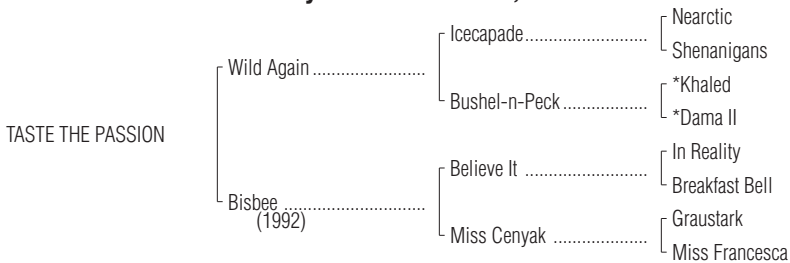 Nearctic
Icecapade
Shenanigans
Wild Again
*Khaled
Bushel-n-Peck
*Dama II
TASTE THE PASSION
In Reality
Believe It
Breakfast Bell
Bisbee
(1992)
Graustark
Miss Cenyak
Miss Francesca